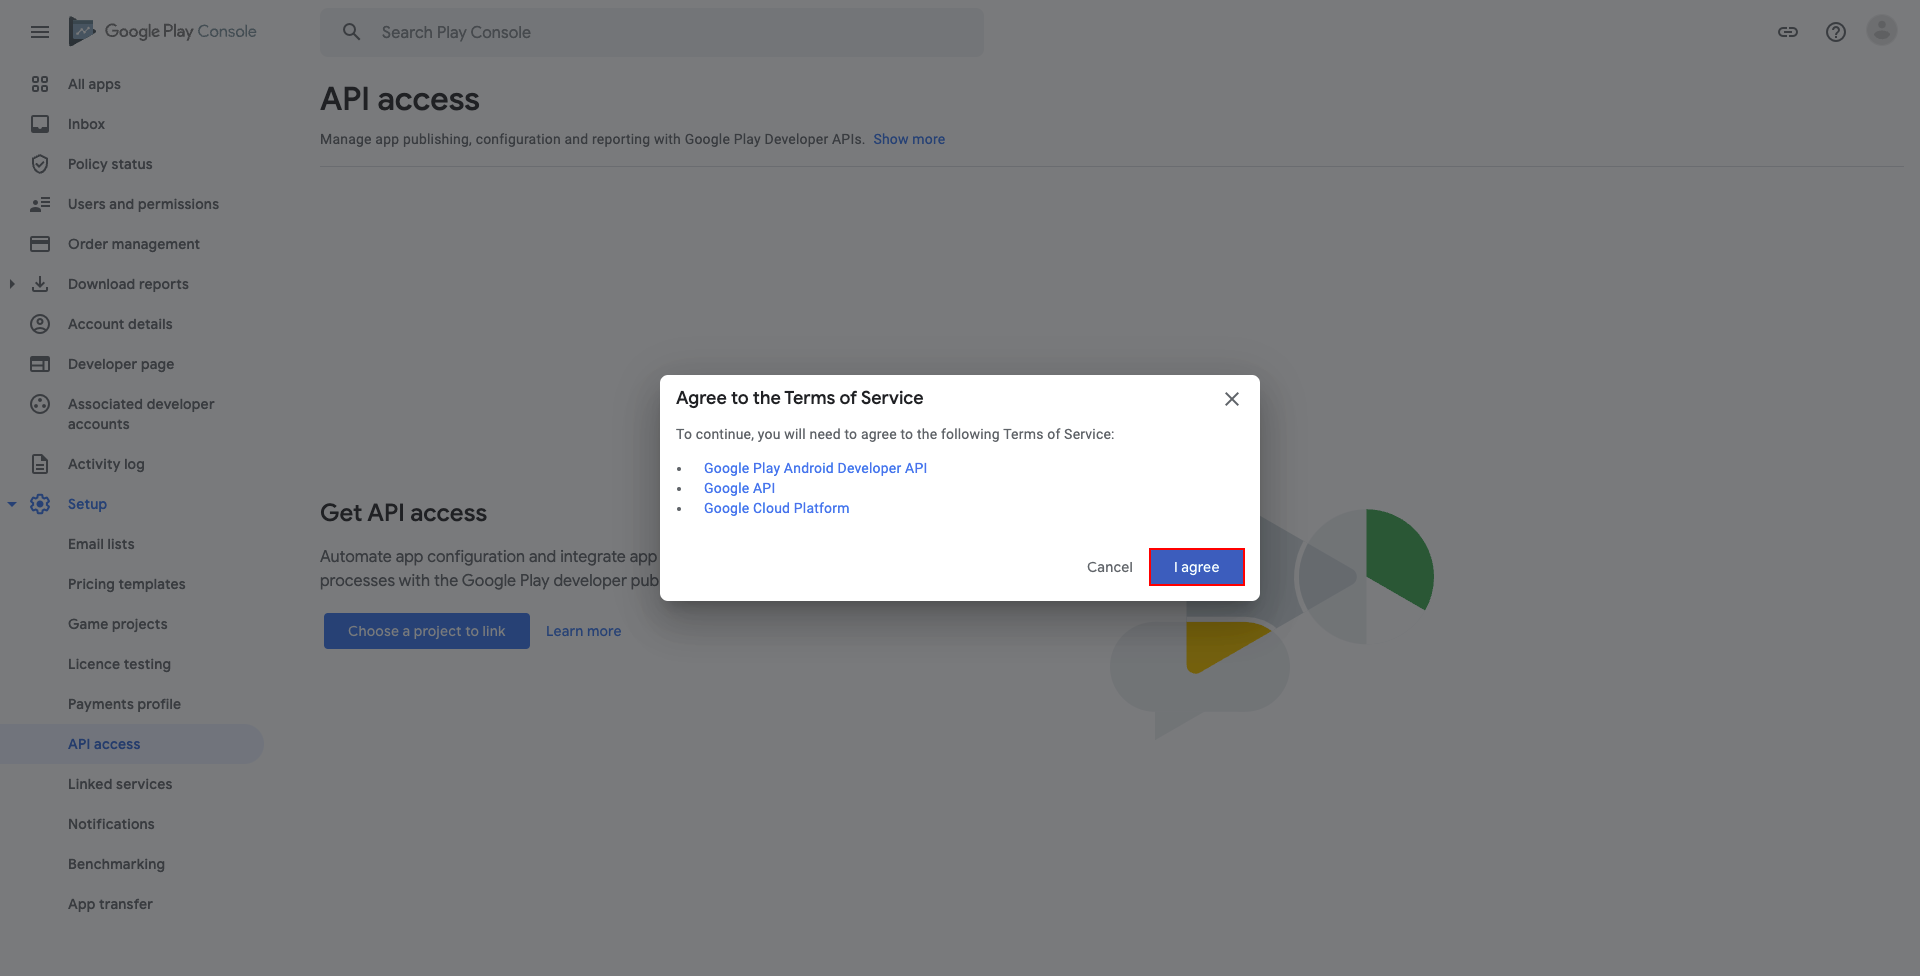 Google Play Console
Search Play Console
All apps
Inbox
Policy status
Users and permissions
Order management
Download reports
Account details
Developer page
Associated developer
accounts
Activity log
Setup
Email lists
Pricing templates
Game projects
Licence testing
Payments profile
API access
Linked services
Notifications
Benchmarking
App transfer
API access
Manage app publishing, configuration and reporting with Google Play Developer APIs. Show more
Get API access
Automate app configuration and integrate app
processes with the Google Play developer pub
Choose a project to link
Learn more
Agree to the Terms of Service
To continue, you will need to agree to the following Terms of Service:
• Google Play Android Developer API
• Google API
• Google Cloud Platform
Cancel
I agree